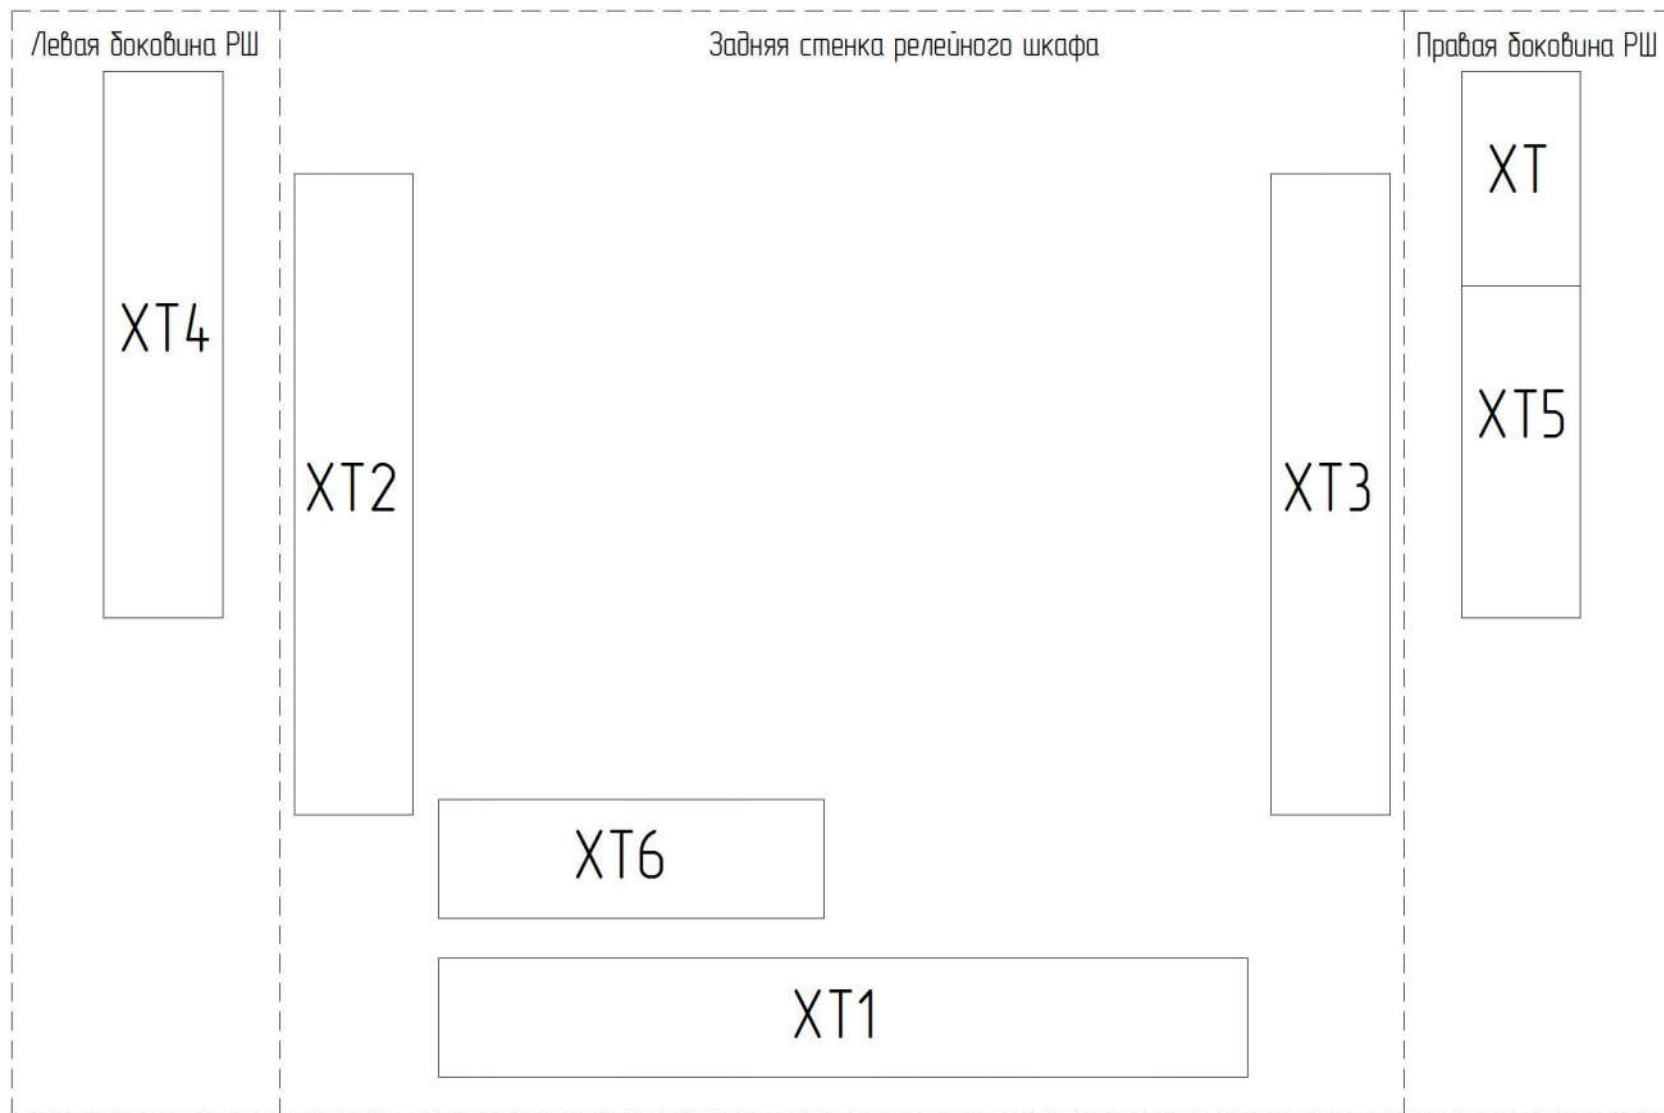 Левая боковина РШ
Задняя стенка релейного шкафа
Правая боковина РШ
XT
XT4
XT5
XT2
XT3
XT6
XT1